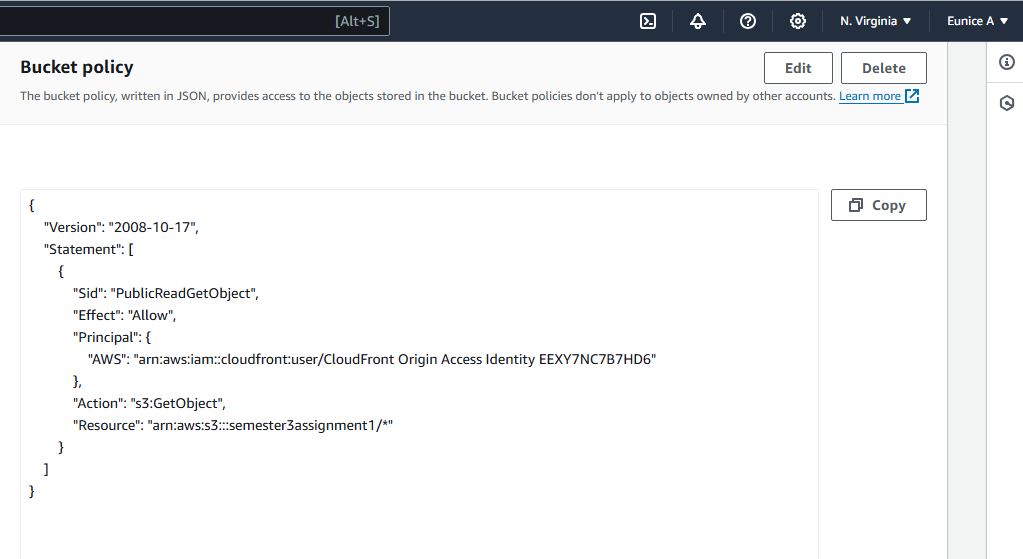 [Alt+S]
N. Virginia
Eunice A
Bucket policy
Edit
Delete
The bucket policy, written in JSON, provides access to the objects stored in the bucket. Bucket policies don't apply to objects owned by other accounts. Learn more
Copy
{
"Version": "2008-10-17",
"Statement": [
{
"Sid": "PublicReadGetObject",
"Effect": "Allow",
"Principal": {
"AWS": "arn:aws:iam::cloudfront:user/CloudFront Origin Access Identity EEXY7NC7B7HD6"
},
"Action": "s3:GetObject",
"Resource": "arn:aws:s3:::semester3assignment1/*"
}
]
}